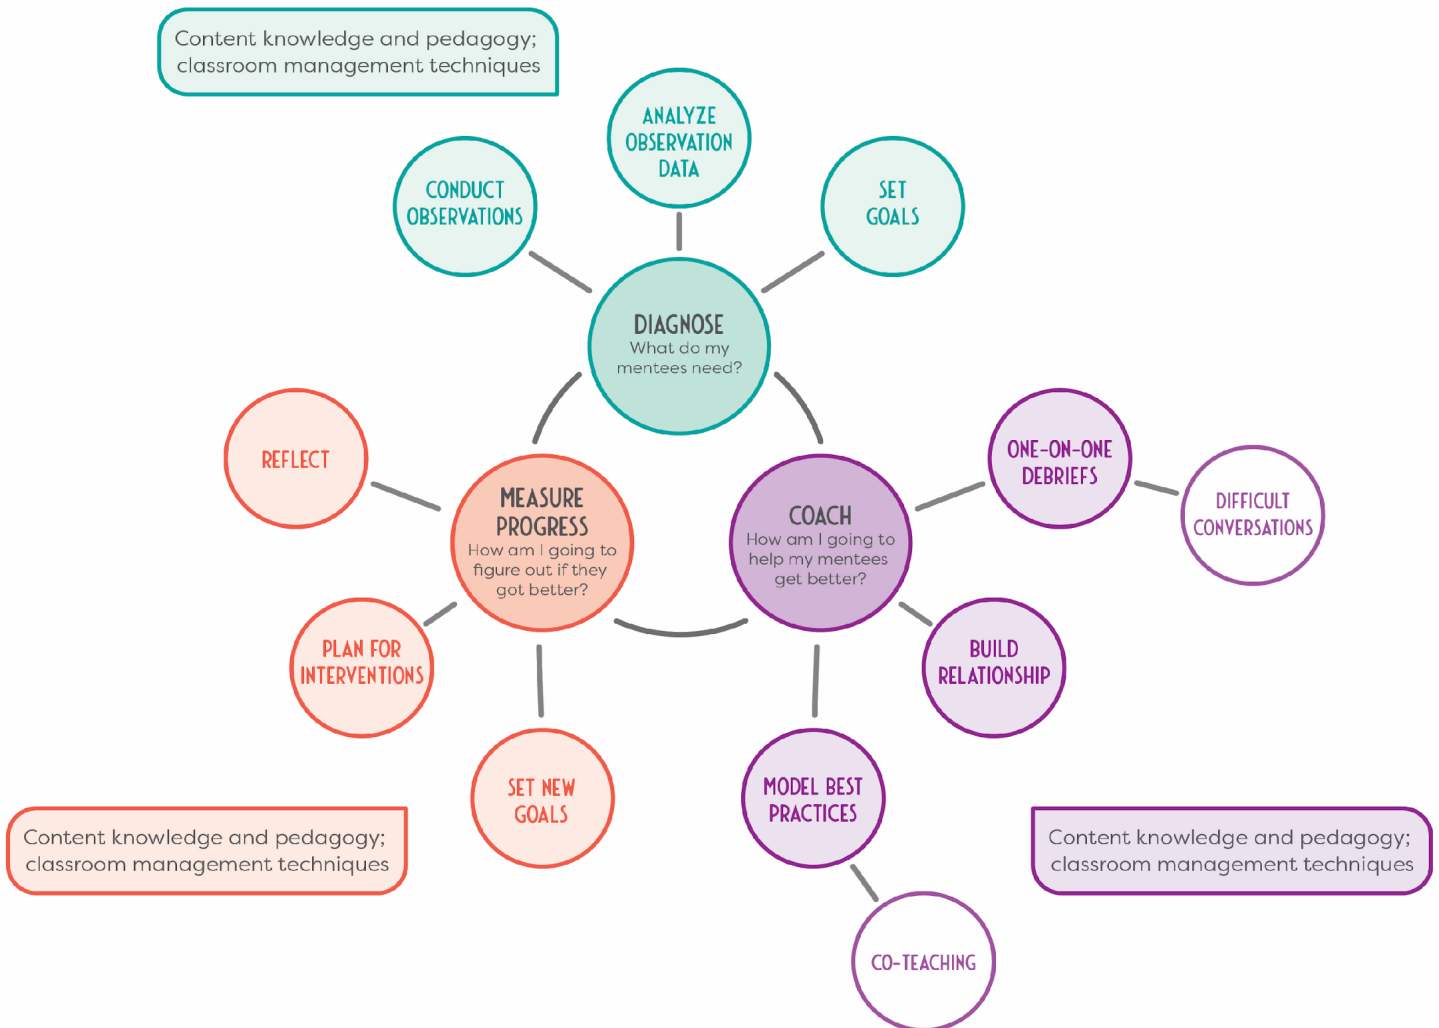 Content knowledge and pedagogy;
classroom management techniques
ANALYZE
OBSERVATION
DATA
CONDUCT
OBSERVATIONS
SET
GOALS
DIAGNOSE
What do my
mentees need?
REFLECT
MEASURE
PROGRESS
How am I going to
figure out if they
got better?
COACH
How am I going to
help my mentees
get better?
ONE-ON-ONE
DEBRIEFS
DIFFICULT
CONVERSATIONS
PLAN FOR
INTERVENTIONS
BUILD
RELATIONSHIP
SET NEW
GOALS
MODEL BEST
PRACTICES
Content knowledge and pedagogy;
classroom management techniques
Content knowledge and pedagogy;
classroom management techniques
CO-TEACHING